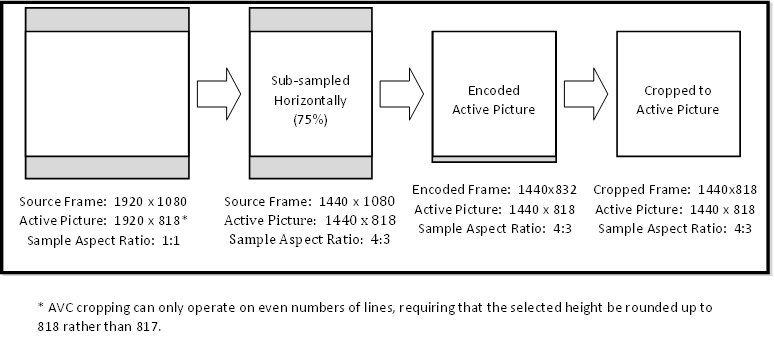 Sub-sampled
Horizontally
(75%)
Encoded
Active Picture
Cropped to
Active Picture
Source Frame: 1920 x 1080
Active Picture: 1920 x 818*
Sample Aspect Ratio: 1:1
Source Frame: 1440 x 1080
Active Picture: 1440 x 818
Sample Aspect Ratio: 4:3
Encoded Frame: 1440x832
Active Picture: 1440 x 818
Sample Aspect Ratio: 4:3
Cropped Frame: 1440x818
Active Picture: 1440 x 818
Sample Aspect Ratio: 4:3
* AVC cropping can only operate on even numbers of lines, requiring that the selected height be rounded up to
818 rather than 817.